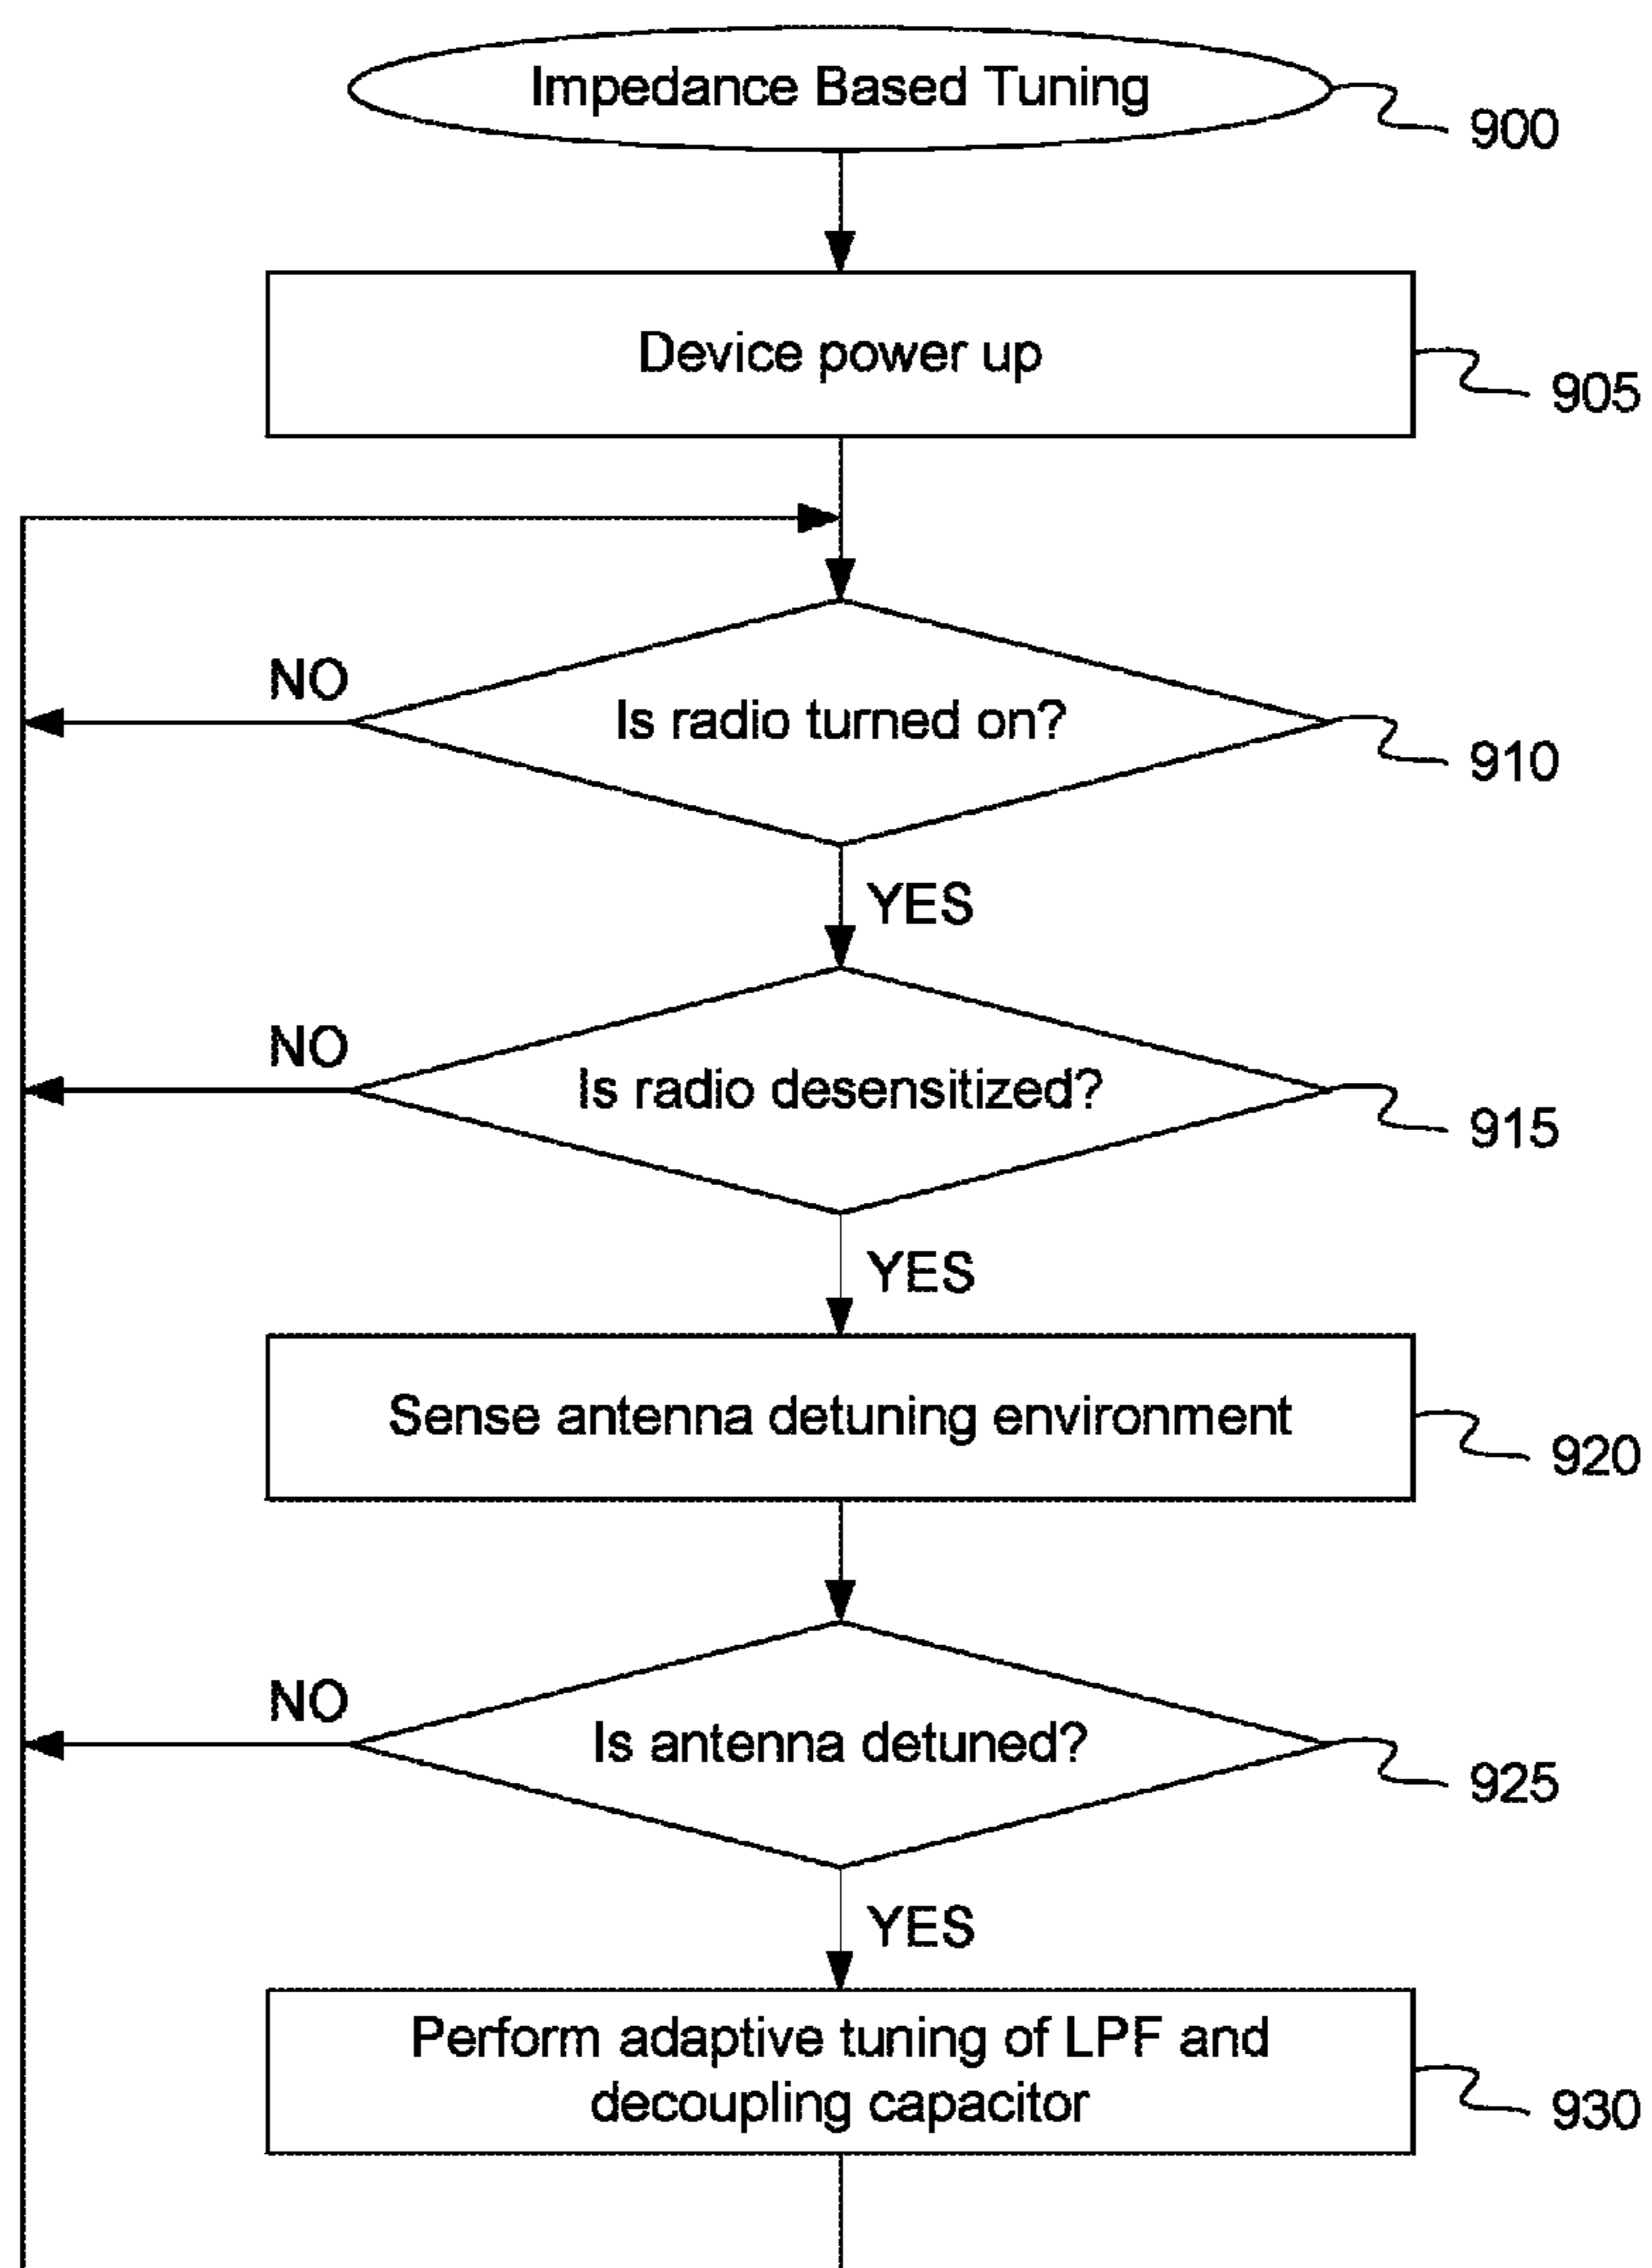 Impedance Based Tuning
900
Device power up
905
NO
Is radio turned on?
910
YES
NO
Is radio desensitized?
915
YES
Sense antenna detuning environment
920
NO
Is antenna detuned?
925
YES
Perform adaptive tuning of LPF and
decoupling capacitor
930